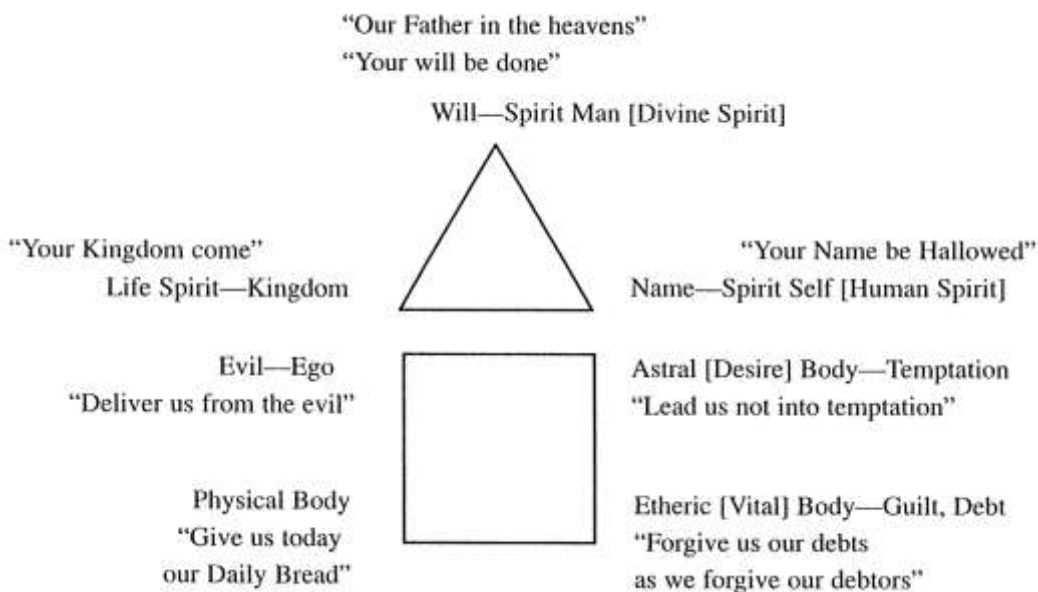 “Our Father in the heavens”
“Your will be done”
Will—Spirit Man [Divine Spirit]
“Your Kingdom come”
Life Spirit—Kingdom
“Your Name be Hallowed”
Name—Spirit Self [Human Spirit]
Evil—Ego
“Deliver us from the evil”
Astral [Desire] Body—Temptation
“Lead us not into temptation”
Physical Body
“Give us today
our Daily Bread”
Etheric [Vital] Body—Guilt, Debt
“Forgive us our debts
as we forgive our debtors”